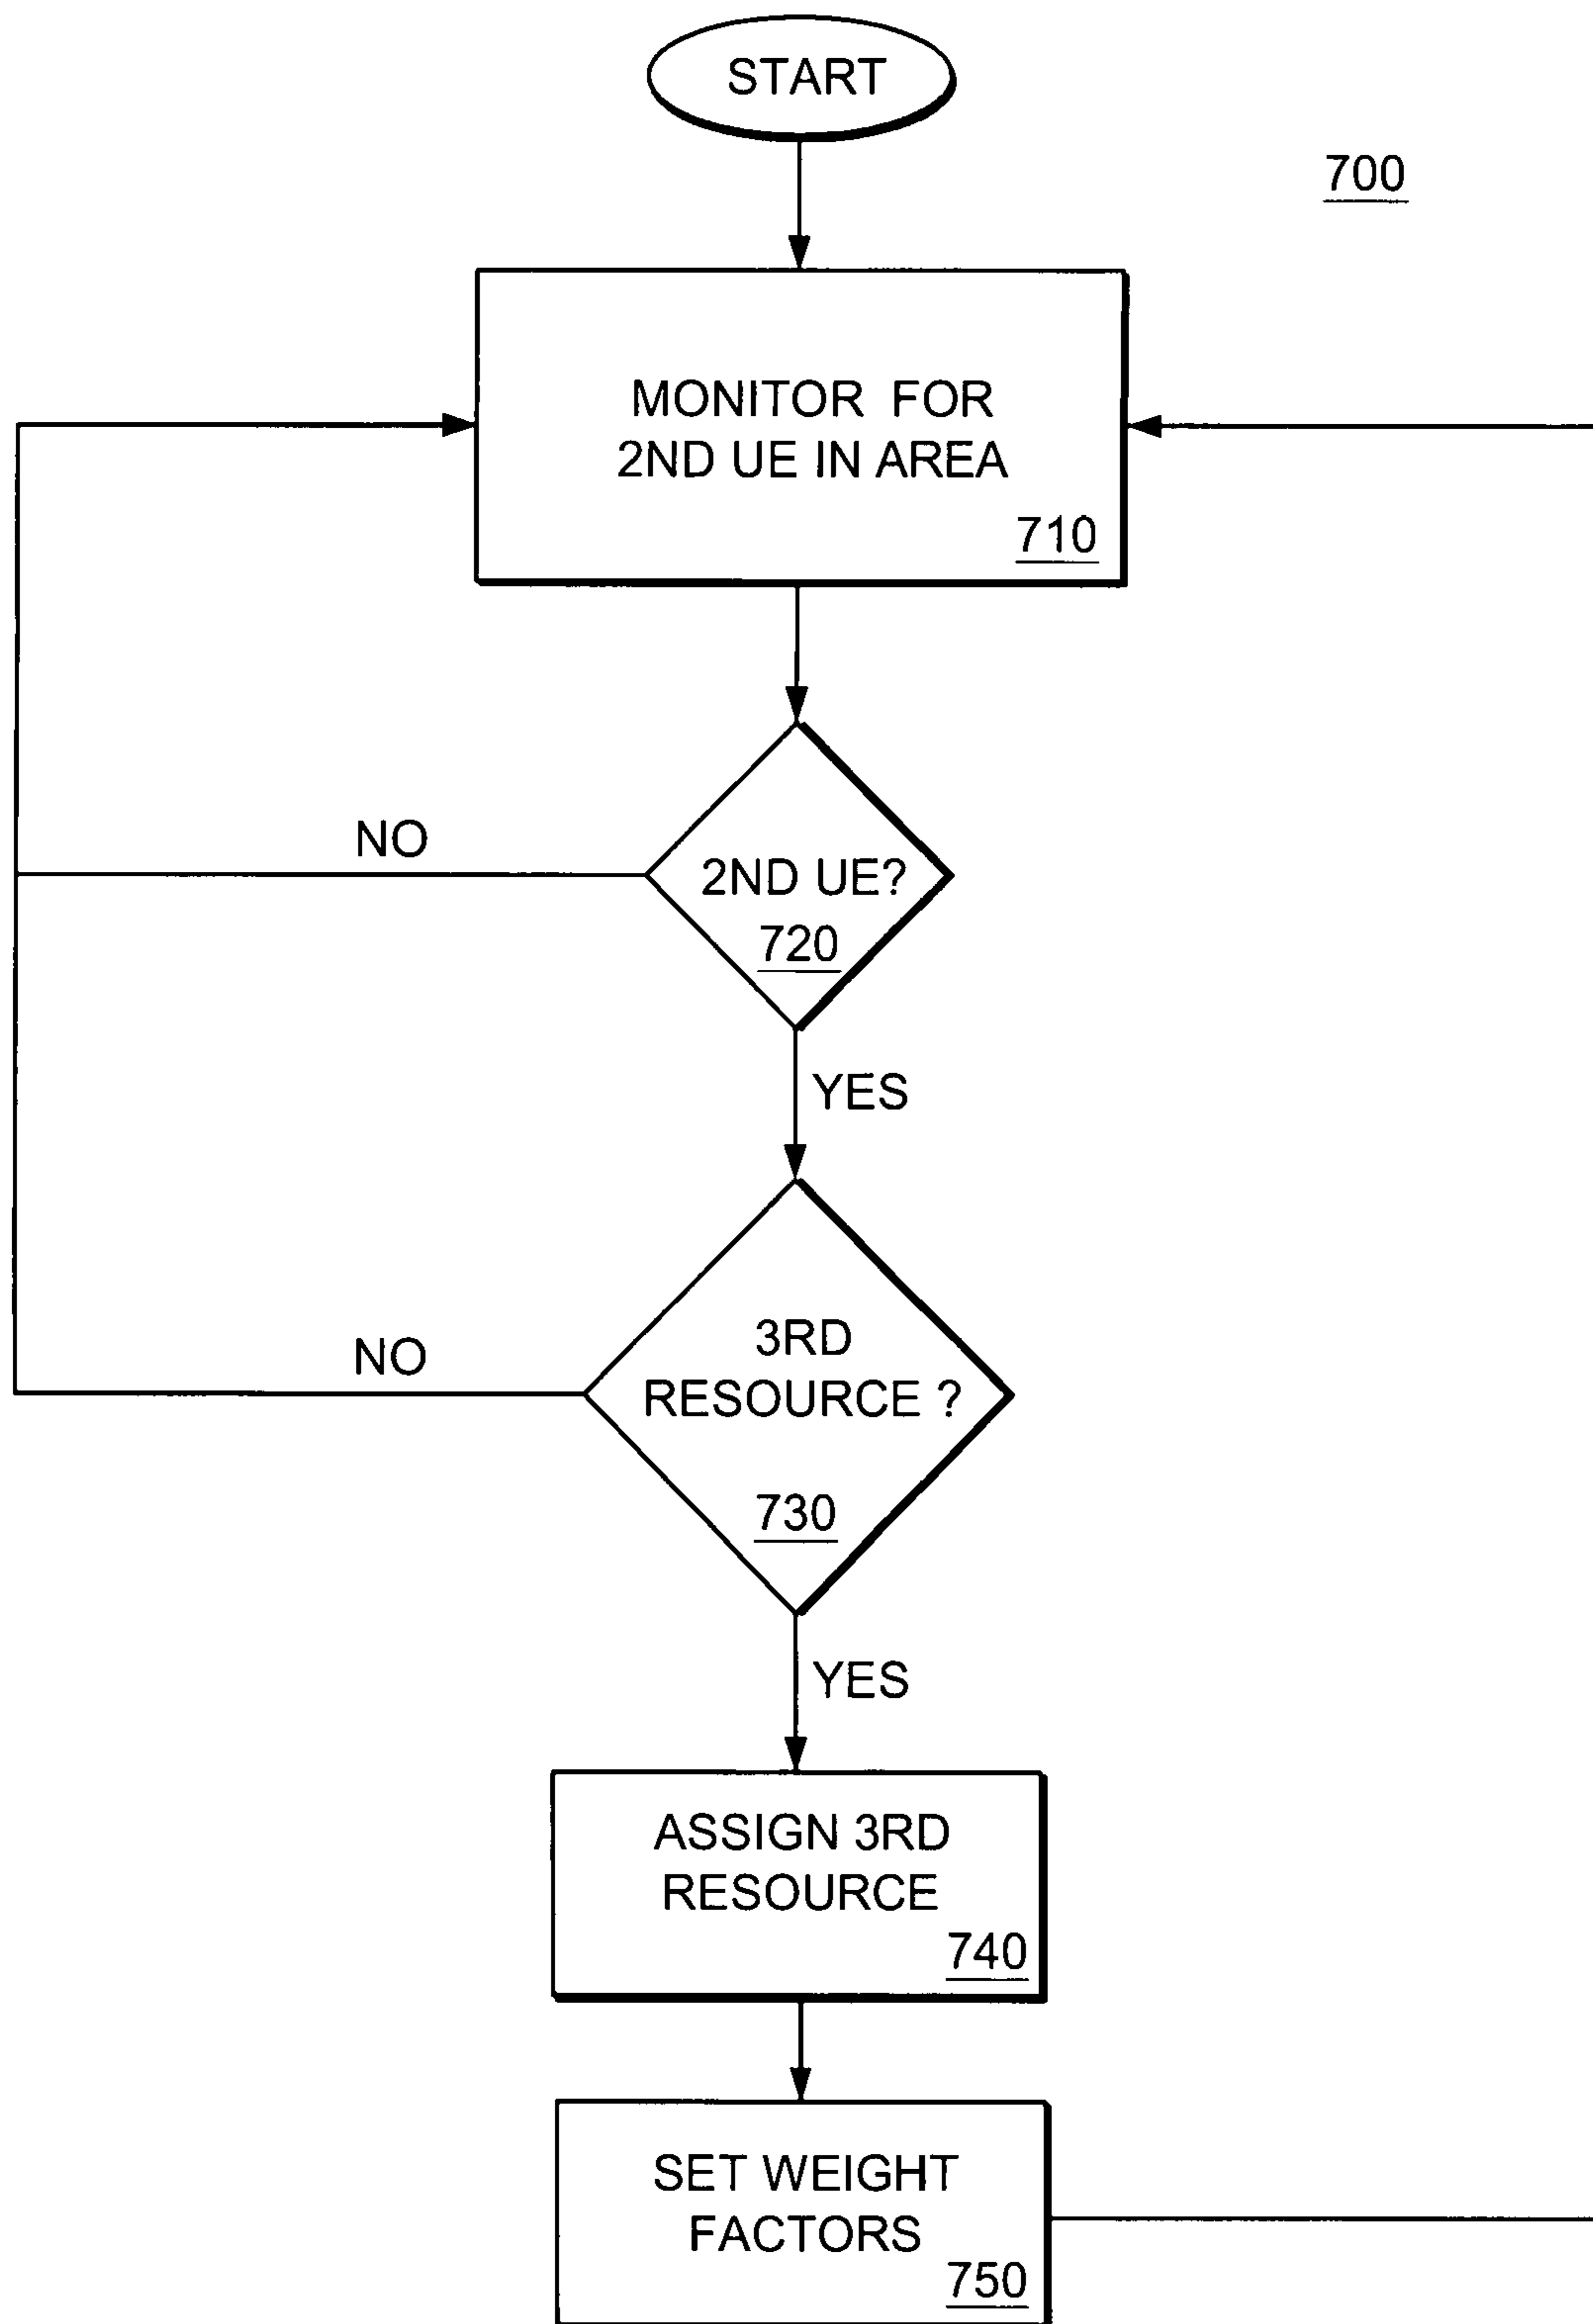 START
700
MONITOR FOR
2ND UE IN AREA
710
NO
2ND UE?
720
YES
NO
3RD
RESOURCE ?
730
YES
ASSIGN 3RD
RESOURCE
740
SET WEIGHT
FACTORS
750